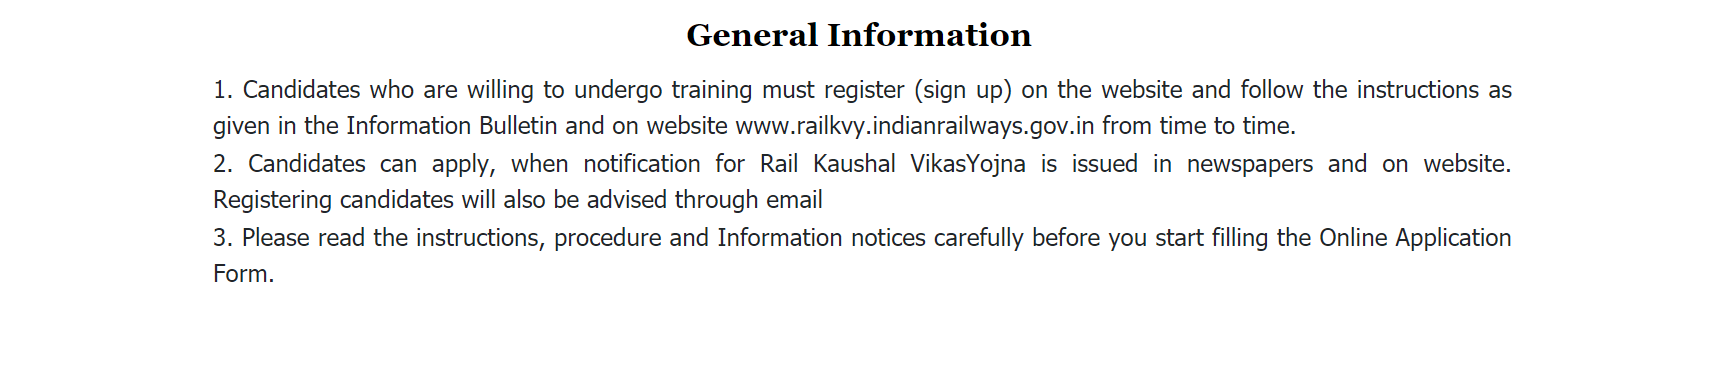 General Information
1. Candidates who are willing to undergo training must register (sign up) on the website and follow the instructions as
given in the Information Bulletin and on website www.railkvy.indianrailways.gov.in from time to time.
2. Candidates can apply, when notification for Rail Kaushal VikasYojna is issued in newspapers and on website.
Registering candidates will also be advised through email
3. Please read the instructions, procedure and Information notices carefully before you start filling the Online Application
Form.